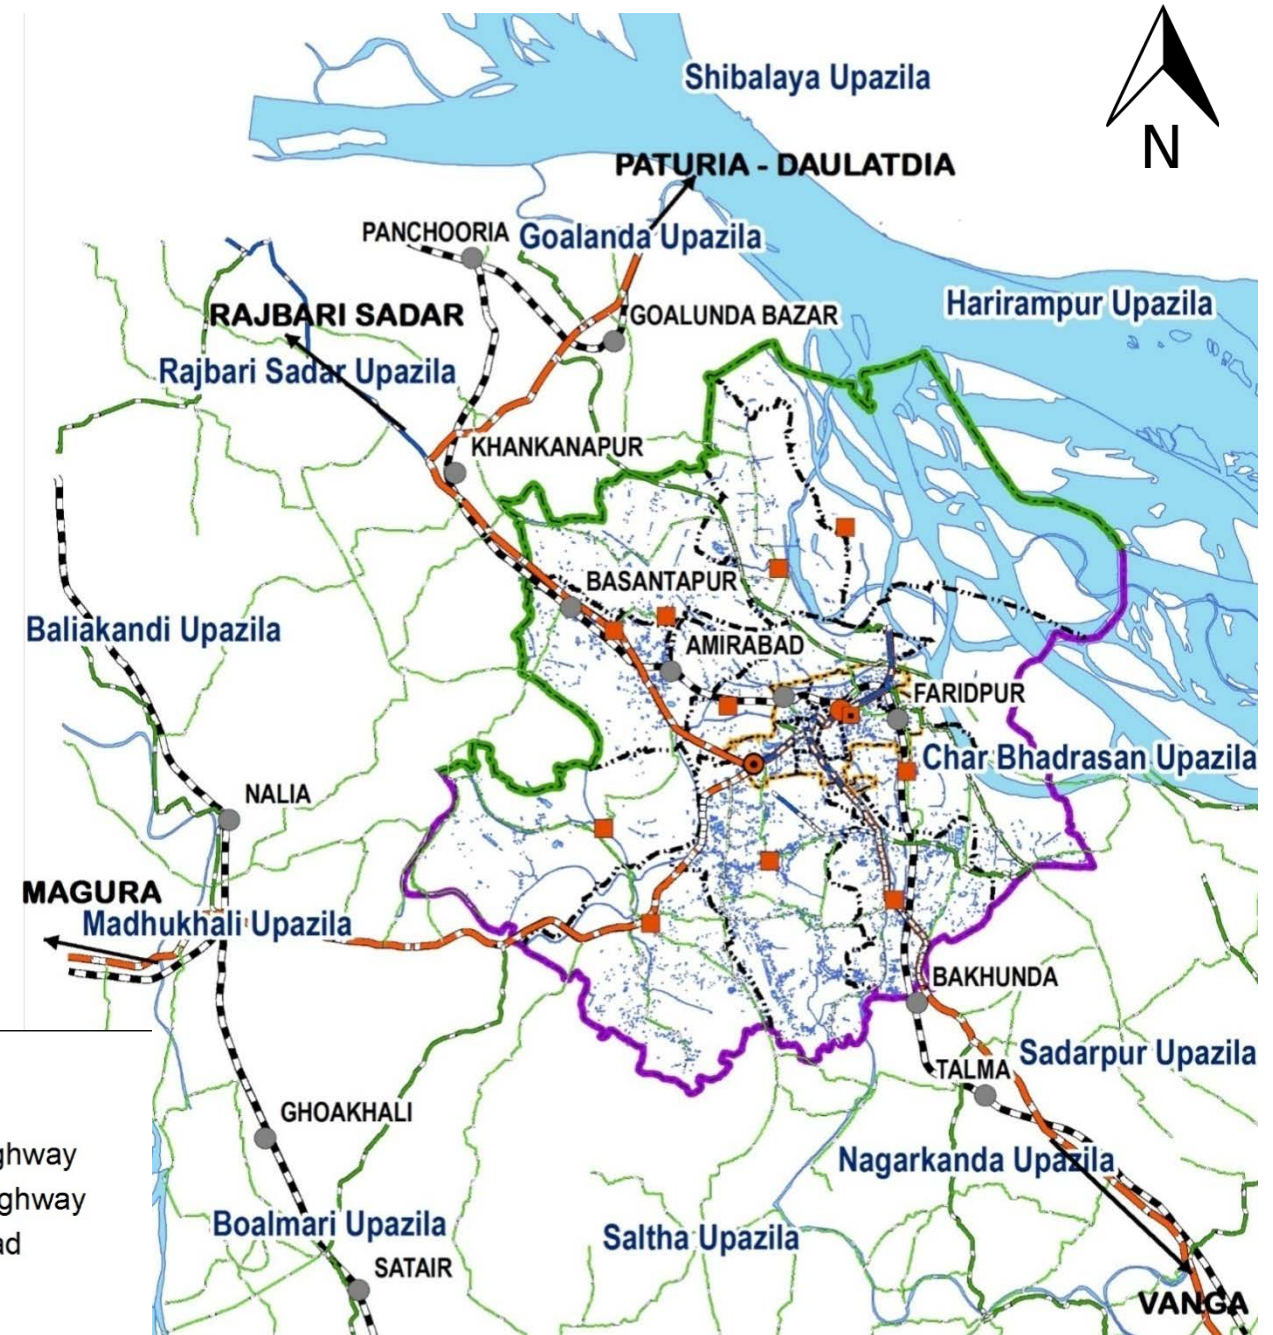 Shibalaya Upazila
N
PATURIA - DAULATDIA
PANCHOORIA
Goalanda Upazila
Harirampur Upazila
RAJBARI SADAR
GOALUNDA BAZAR
Rajbari Sadar Upazila
KHANKANAPUR
BASANTAPUR
Baliakandi Upazila
AMIRABAD
FARIDPUR
Char Bhadrasan Upazila
NALIA
MAGURA
Madhukhali Upazila
BAKHUNDA
Sadarpur Upazila
TALMA
GHOAKHALI
Nagarkanda Upazila
Boalmari Upazila
Saltha Upazila
SATAIR
VANGA